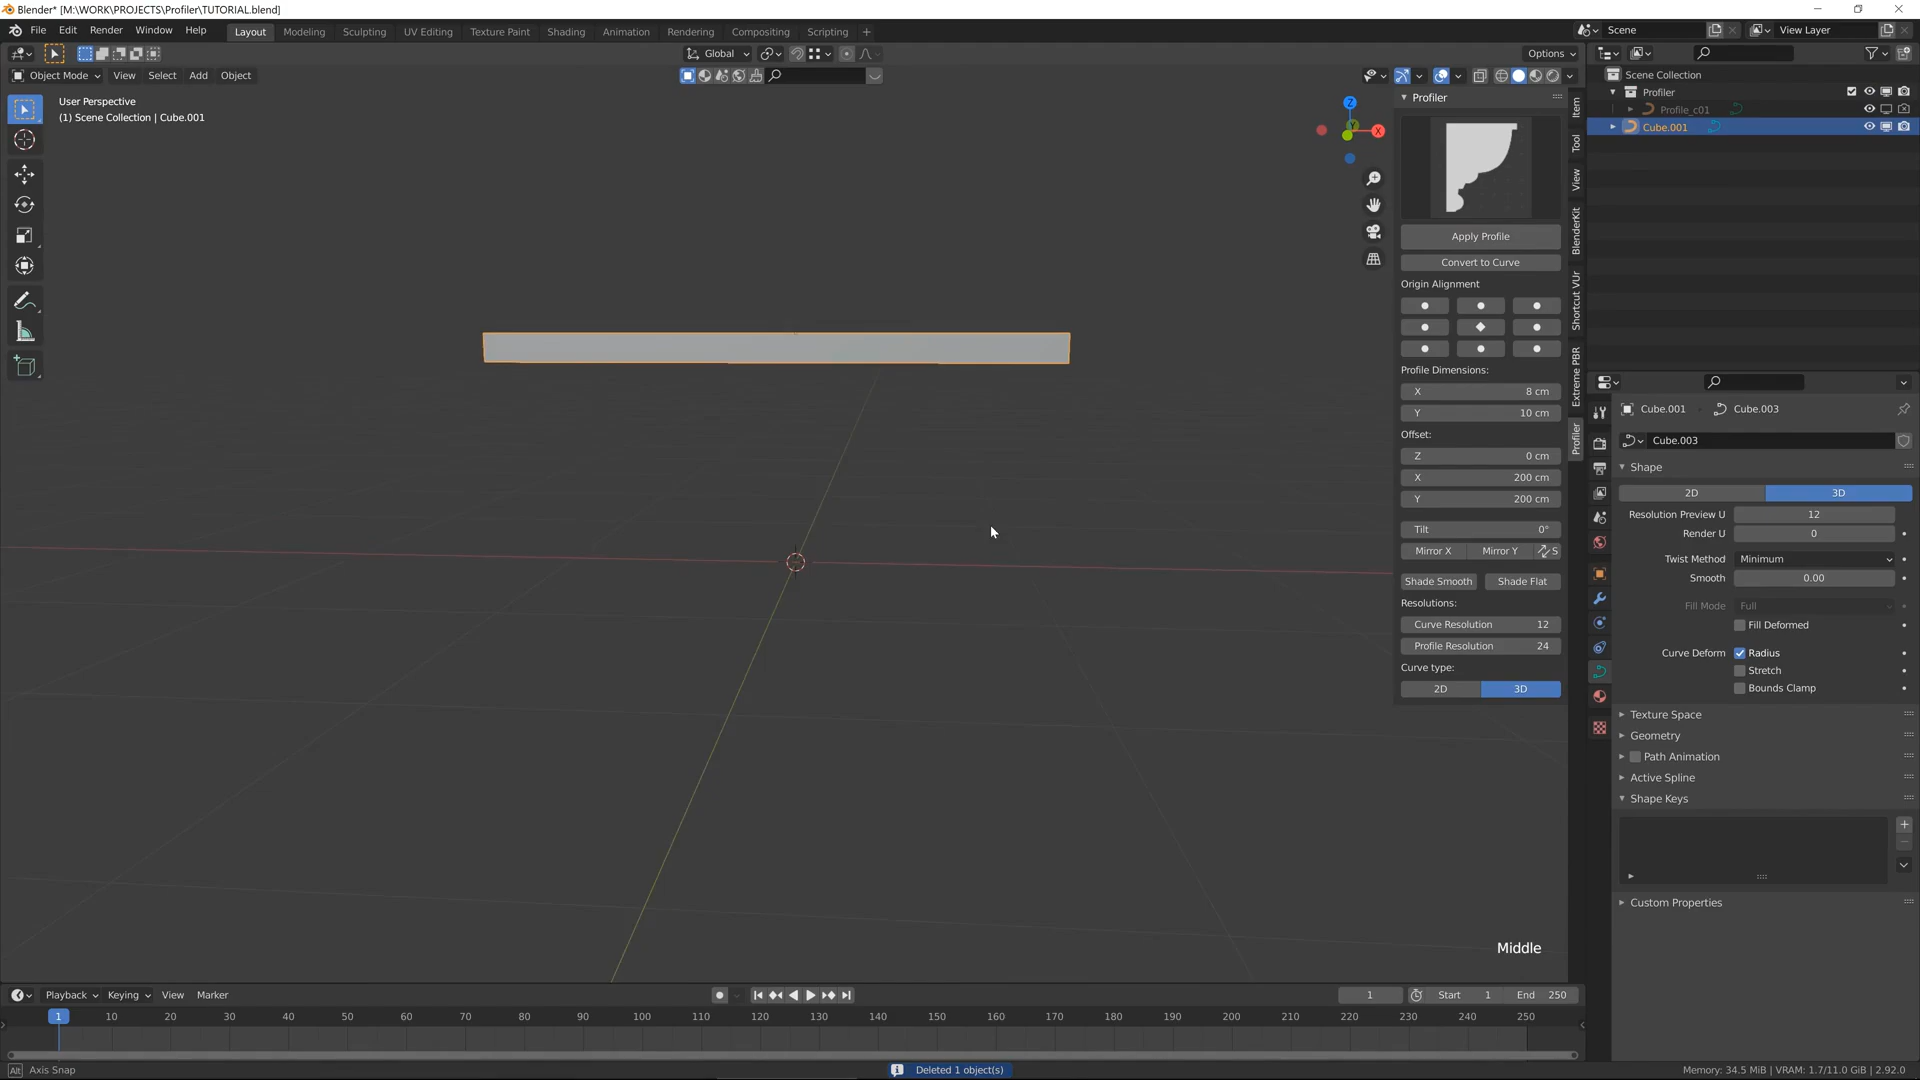 Blender* [M:\WORK\PROJECTS\Profiler\TUTORIAL.blend]
File Edit Render Window Help Layout Modeling Sculpting UV Editing Texture Paint Shading Animation Rendering Compositing Scripting + Scene View Layer
Global Options
Object Mode View Select Add Object
User Perspective
(1) Scene Collection | Cube.001
Z
X
Y
Profiler
Apply Profile
Convert to Curve
Origin Alignment
Profile Dimensions:
X 8 cm
Y 10 cm
Offset:
Z 0 cm
X 200 cm
Y 200 cm
Tilt 0°
Mirror X Mirror Y S
Shade Smooth Shade Flat
Resolutions:
Curve Resolution 12
Profile Resolution 24
Curve type:
2D 3D
Item
Tool
View
BlenderKit
Shortcut VUr
Extreme PBR
Profiler
Scene Collection
Profiler
Profile_c01
Cube.001
Cube.001 Cube.003
Cube.003
Shape
2D 3D
Resolution Preview U 12
Render U 0
Twist Method Minimum
Smooth 0.00
Fill Mode Full
Fill Deformed
Curve Deform Radius
Stretch
Bounds Clamp
Texture Space
Geometry
Path Animation
Active Spline
Shape Keys
Custom Properties
Middle
Playback Keying View Marker 1 Start 1 End 250
1 10 20 30 40 50 60 70 80 90 100 110 120 130 140 150 160 170 180 190 200 210 220 230 240 250
Alt Axis Snap Deleted 1 object(s) Memory: 34.5 MiB | VRAM: 1.7/11.0 GiB | 2.92.0